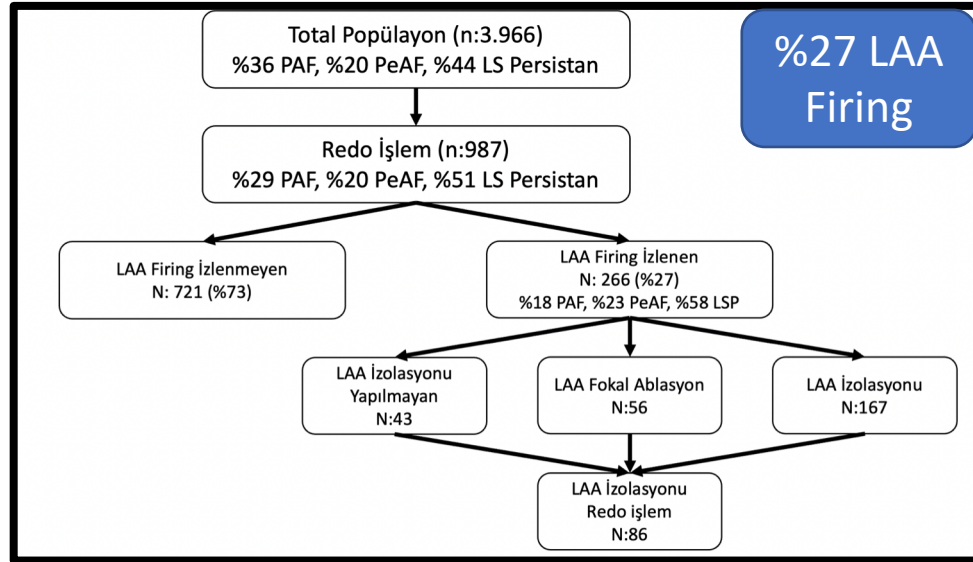 Total Popülayon (n:3.966)
%36 PAF, %20 PeAF, %44 LS Persistan
%27 LAA
Firing
Redo İşlem (n:987)
%29 PAF, %20 PeAF, %51 LS Persistan
LAA Firing İzlenmeyen
N: 721 (%73)
LAA Firing İzlenen
N: 266 (%27)
%18 PAF, %23 PeAF, %58 LSP
LAA İzolasyonu
Yapılmayan
N:43
LAA Fokal Ablasyon
N:56
LAA İzolasyonu
N:167
LAA İzolasyonu
Redo işlem
N:86